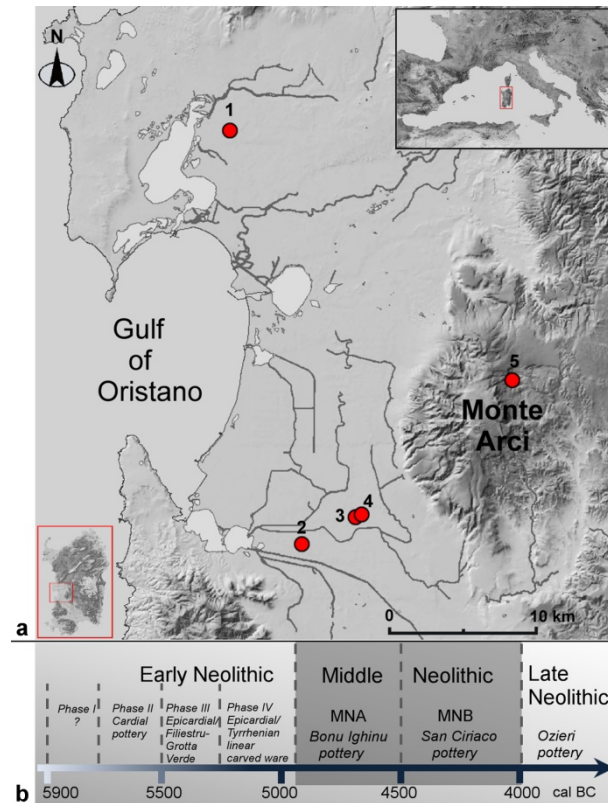 N
1
Gulf
of
Oristano
5
Monte
Arci
3 4
2
0 10 km
a
Early Neolithic
Middle Neolithic
Late
Neolithic
Phase I
?
Phase II
Cardial
pottery
Phase III
Epicardial/
Filiestru-
Grotta
Verde
Phase IV
Epicardial/
Tyrrhenian
linear
carved ware
MNA
Bonu Ighinu
pottery
MNB
San Ciriaco
pottery
Ozieri
pottery
b
5900 5500 5000 4500 4000 cal BC